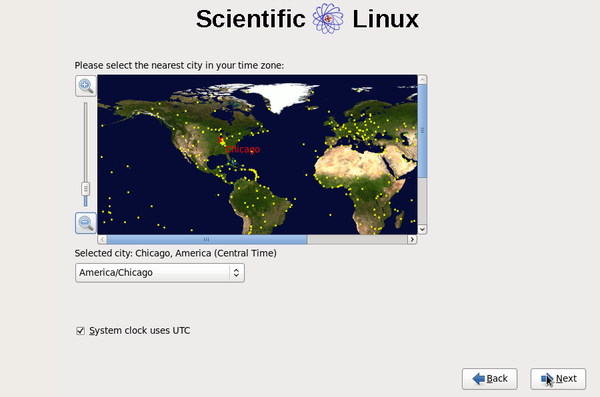 Scientific Linux
Please select the nearest city in your time zone:
Chicago
Selected city: Chicago, America (Central Time)
America/Chicago
System clock uses UTC
Back
Next